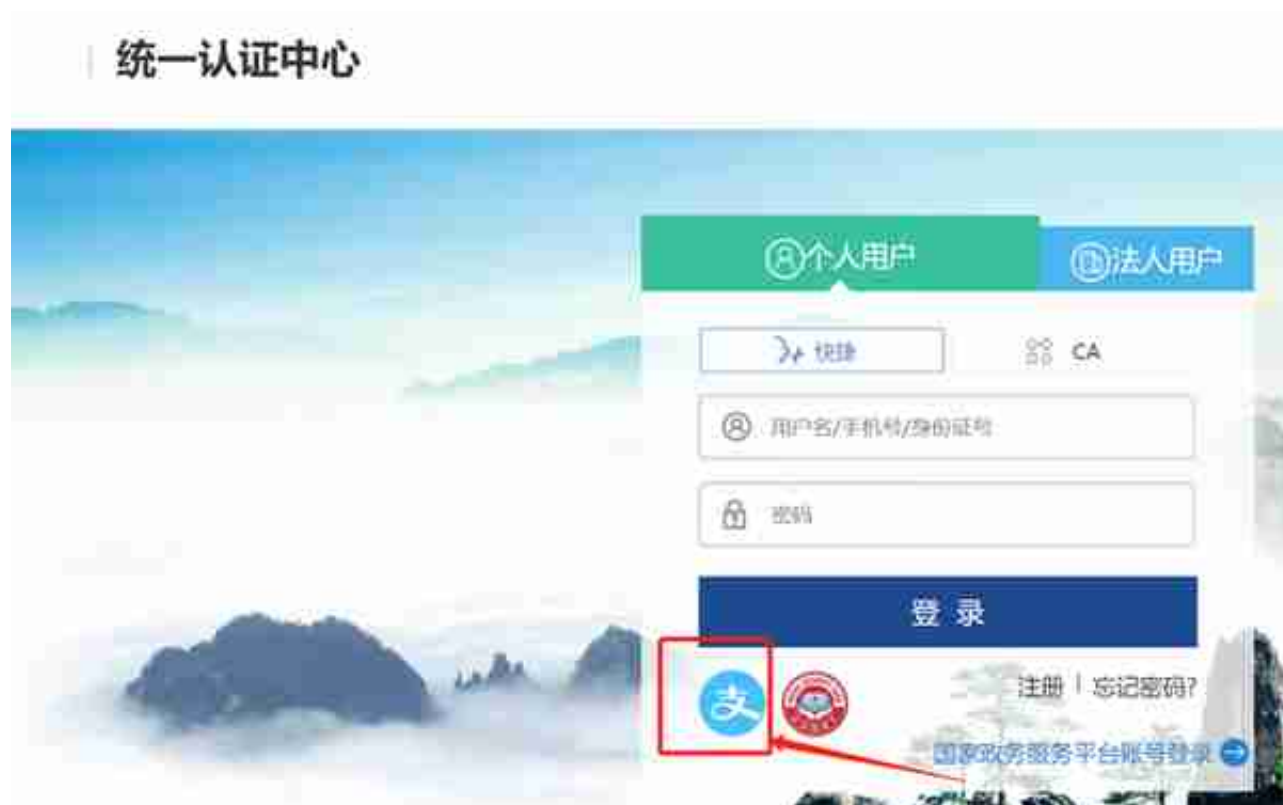 统一认证中心
个人用户
法人用户
快捷
CA
用户名/手机号/身份证号
密码
登 录
支
注册 | 忘记密码?
国家政务服务平台账号登录